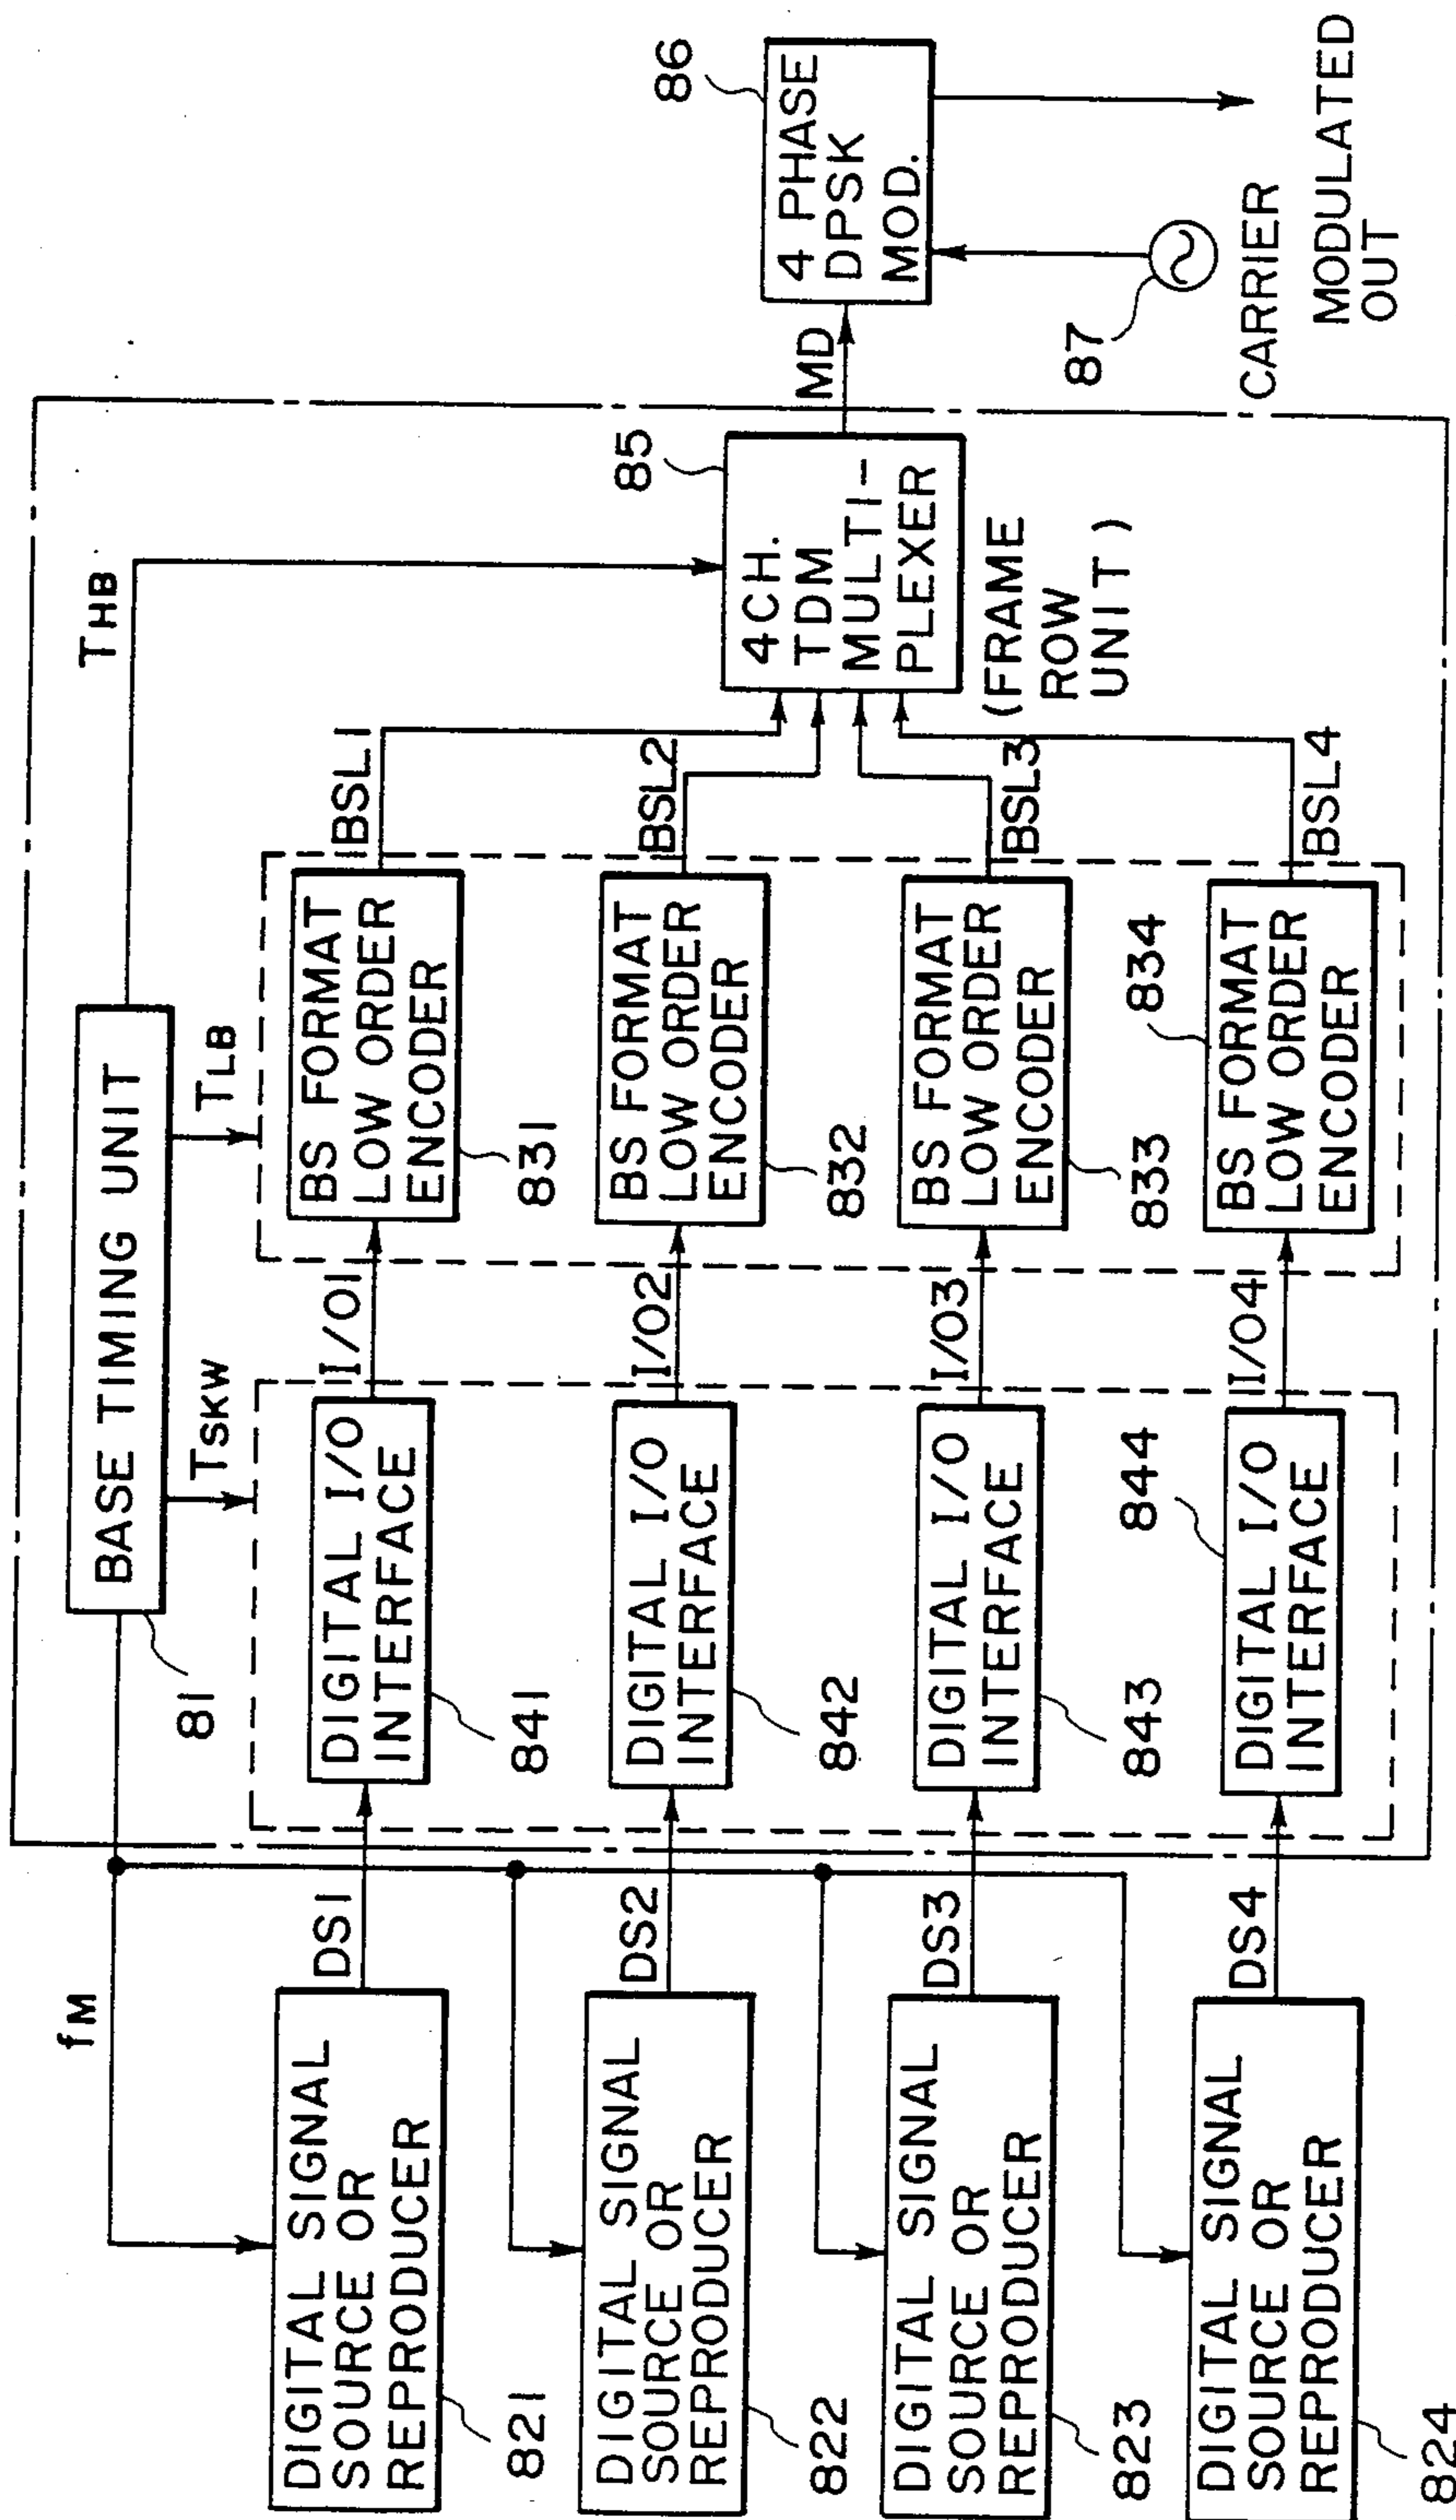 fM
BASE TIMING UNIT
81
TSKW
TLB
THB
DIGITAL SIGNAL
SOURCE OR
REPRODUCER
821
DS1
DIGITAL I/O
INTERFACE
841
I/O1
BS FORMAT
LOW ORDER
ENCODER
831
BSL1
DIGITAL SIGNAL
SOURCE OR
REPRODUCER
822
DS2
DIGITAL I/O
INTERFACE
842
I/O2
BS FORMAT
LOW ORDER
ENCODER
832
BSL2
DIGITAL SIGNAL
SOURCE OR
REPRODUCER
823
DS3
DIGITAL I/O
INTERFACE
843
I/O3
BS FORMAT
LOW ORDER
ENCODER
833
BSL3
DIGITAL SIGNAL
SOURCE OR
REPRODUCER
824
DS4
DIGITAL I/O
INTERFACE
844
I/O4
BS FORMAT
LOW ORDER
ENCODER
834
BSL4
85
4CH.
TDM
MULTI-
PLEXER
(FRAME
ROW
UNIT)
MD
86
4 PHASE
DPSK
MOD.
87
CARRIER
MODULATED
OUT